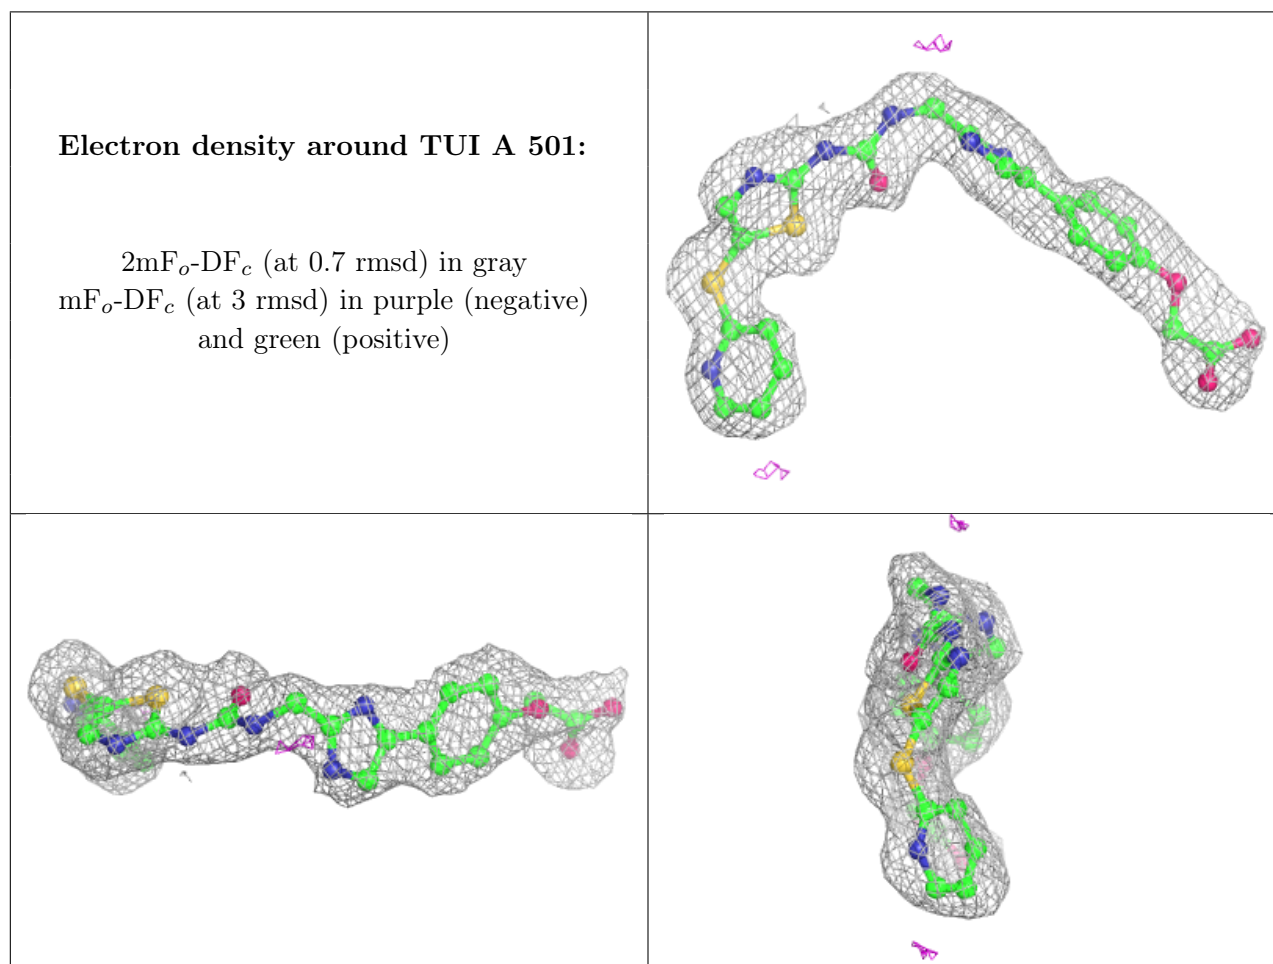 Electron density around TUI A 501:
2mFo-DFc (at 0.7 rmsd) in gray
mFo-DFc (at 3 rmsd) in purple (negative)
and green (positive)